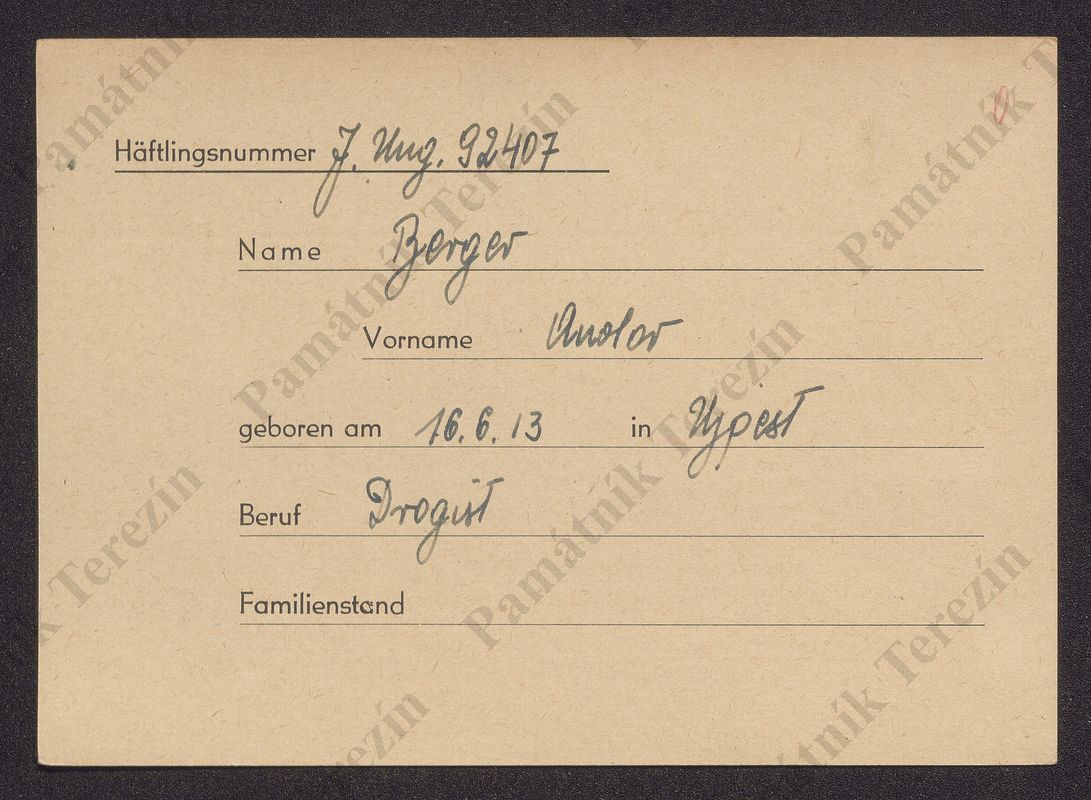 Häftlingsnummer J. Ung. 92407
Name Berger
Vorname Andor
geboren am 16.6.13 in Ujpest
Beruf Drogist
Familienstand
Památník Terezín